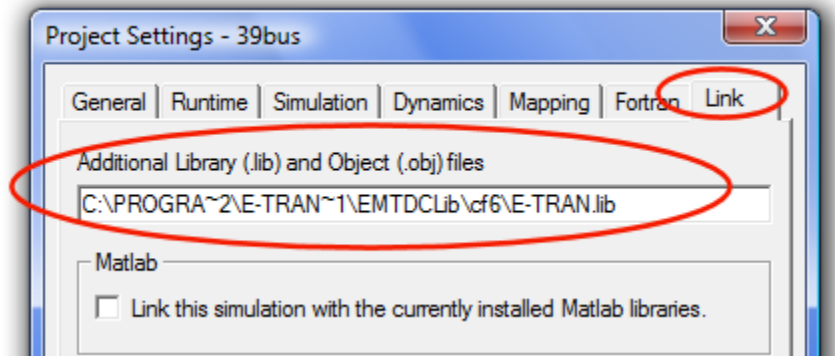 Project Settings - 39bus
General Runtime Simulation Dynamics Mapping Fortran Link
Additional Library (.lib) and Object (.obj) files
C:\PROGRA~2\E-TRAN~1\EMTDCLib\cf6\E-TRAN.lib
Matlab
Link this simulation with the currently installed Matlab libraries.